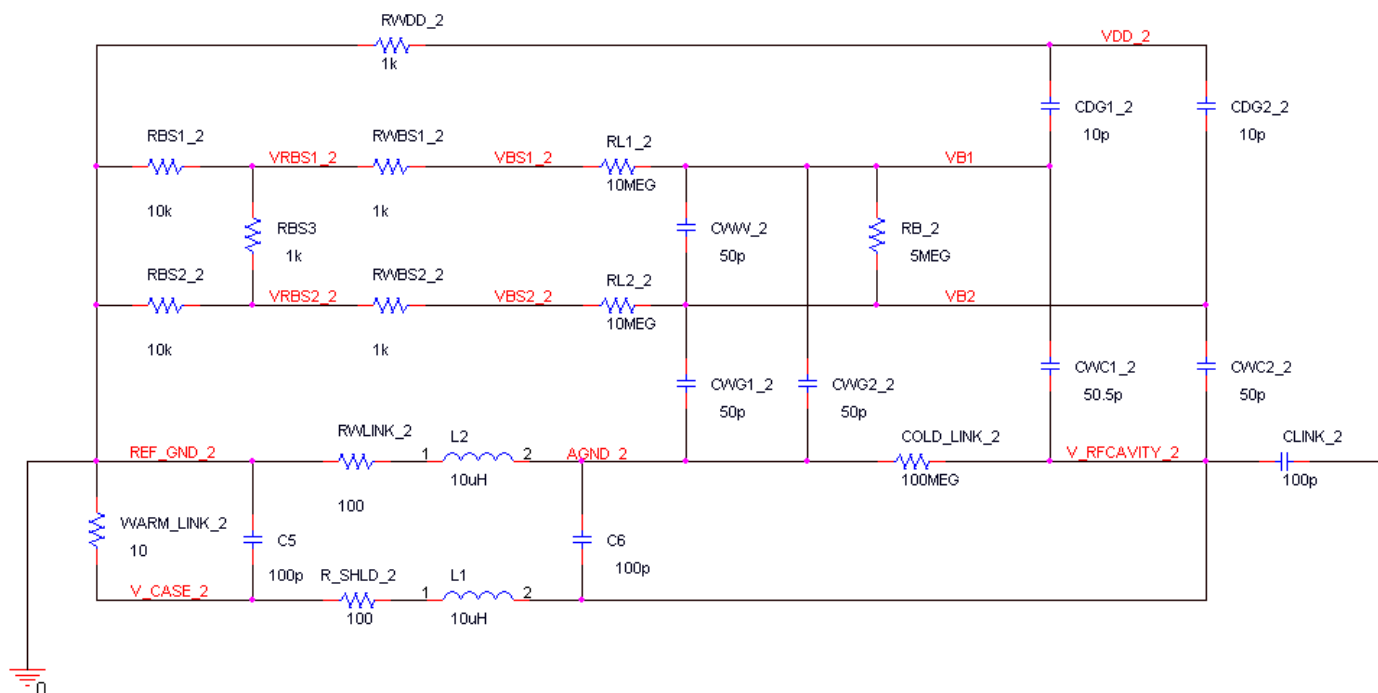 RWDD_2
1k
VDD_2
CDG1_2
10p
CDG2_2
10p
RBS1_2
10k
VRBS1_2
RWBS1_2
1k
VBS1_2
RL1_2
10MEG
VB1
RBS3
1k
CWW_2
50p
RB_2
5MEG
RBS2_2
10k
VRBS2_2
RWBS2_2
1k
VBS2_2
RL2_2
10MEG
VB2
CWG1_2
50p
CWG2_2
50p
CWC1_2
50.5p
CWC2_2
50p
REF_GND_2
RWLINK_2
100
1
L2
2
10uH
AGND_2
COLD_LINK_2
100MEG
V_RFCAVITY_2
CLINK_2
100p
WARM_LINK_2
10
C5
100p
C6
100p
V_CASE_2
R_SHLD_2
100
1
L1
2
10uH
0